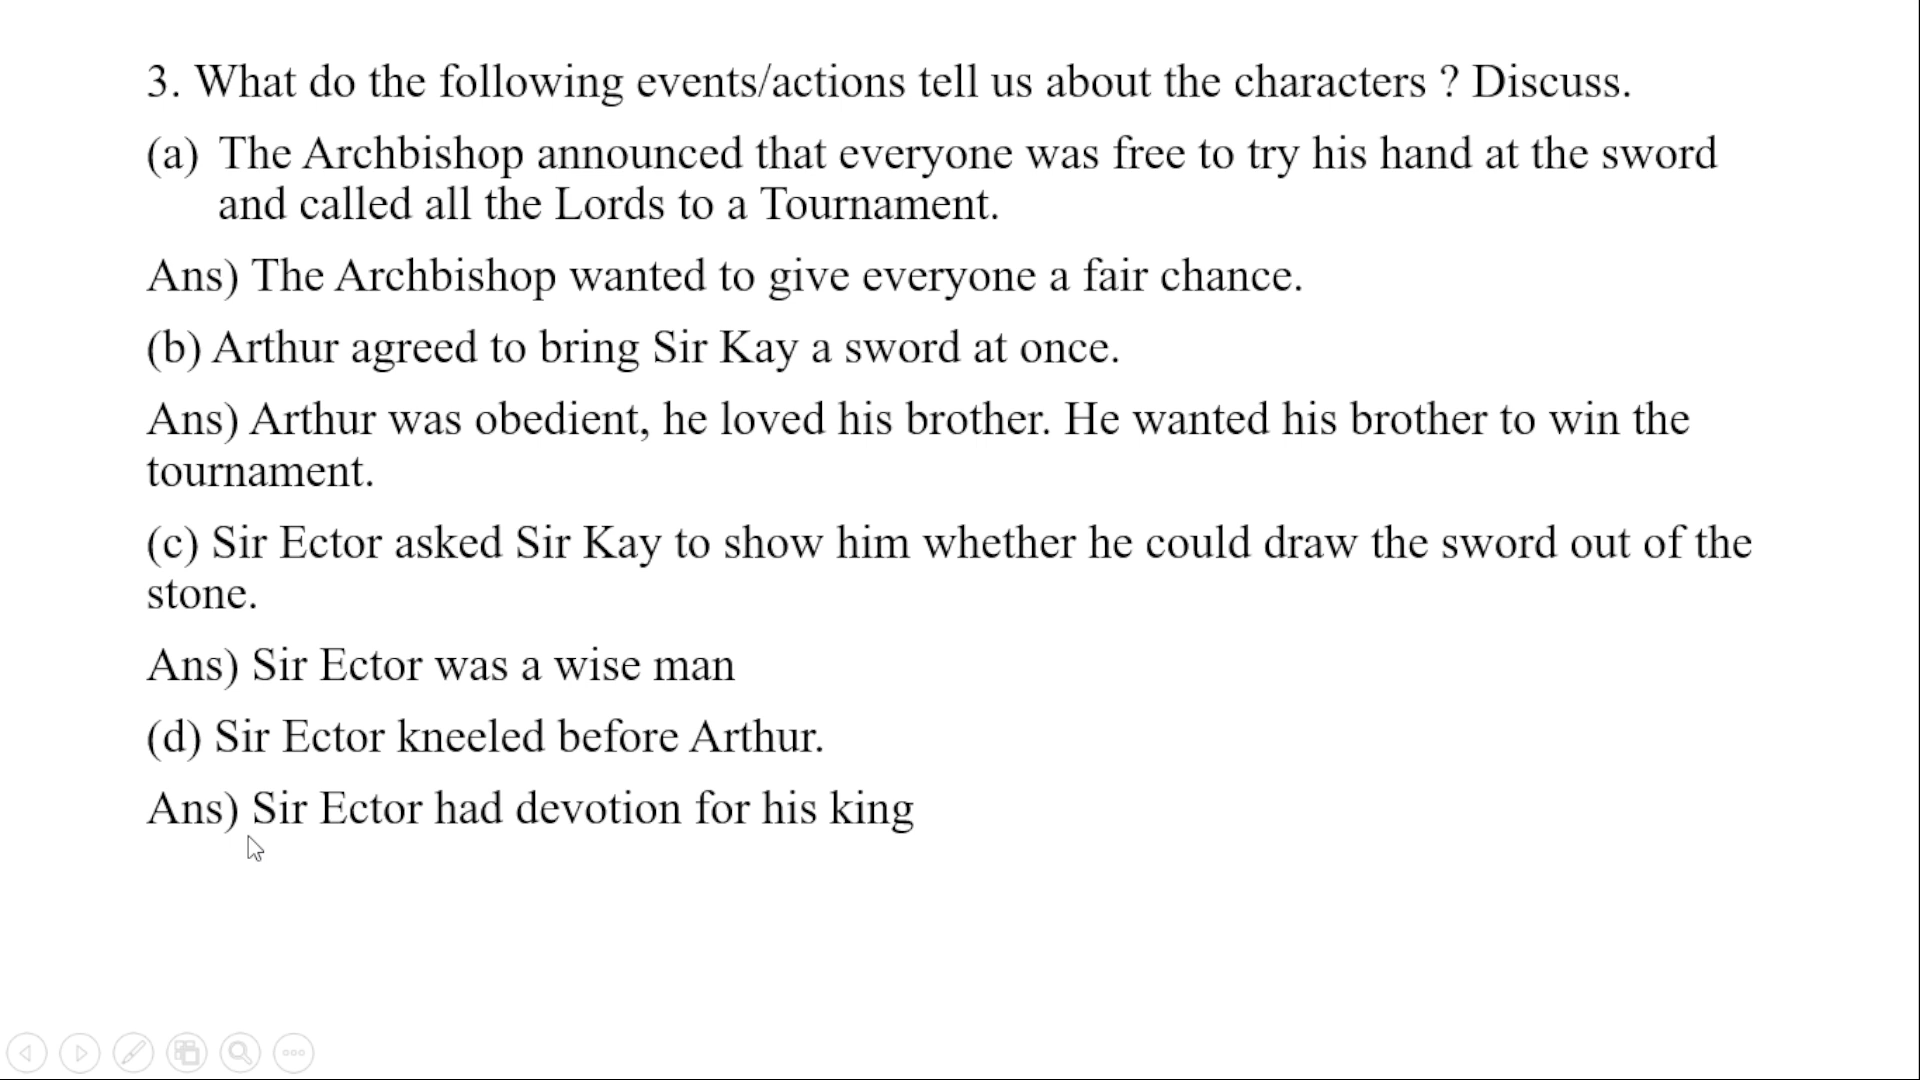 3. What do the following events/actions tell us about the characters ? Discuss.
(a) The Archbishop announced that everyone was free to try his hand at the sword
and called all the Lords to a Tournament.
Ans) The Archbishop wanted to give everyone a fair chance.
(b) Arthur agreed to bring Sir Kay a sword at once.
Ans) Arthur was obedient, he loved his brother. He wanted his brother to win the
tournament.
(c) Sir Ector asked Sir Kay to show him whether he could draw the sword out of the
stone.
Ans) Sir Ector was a wise man
(d) Sir Ector kneeled before Arthur.
Ans) Sir Ector had devotion for his king